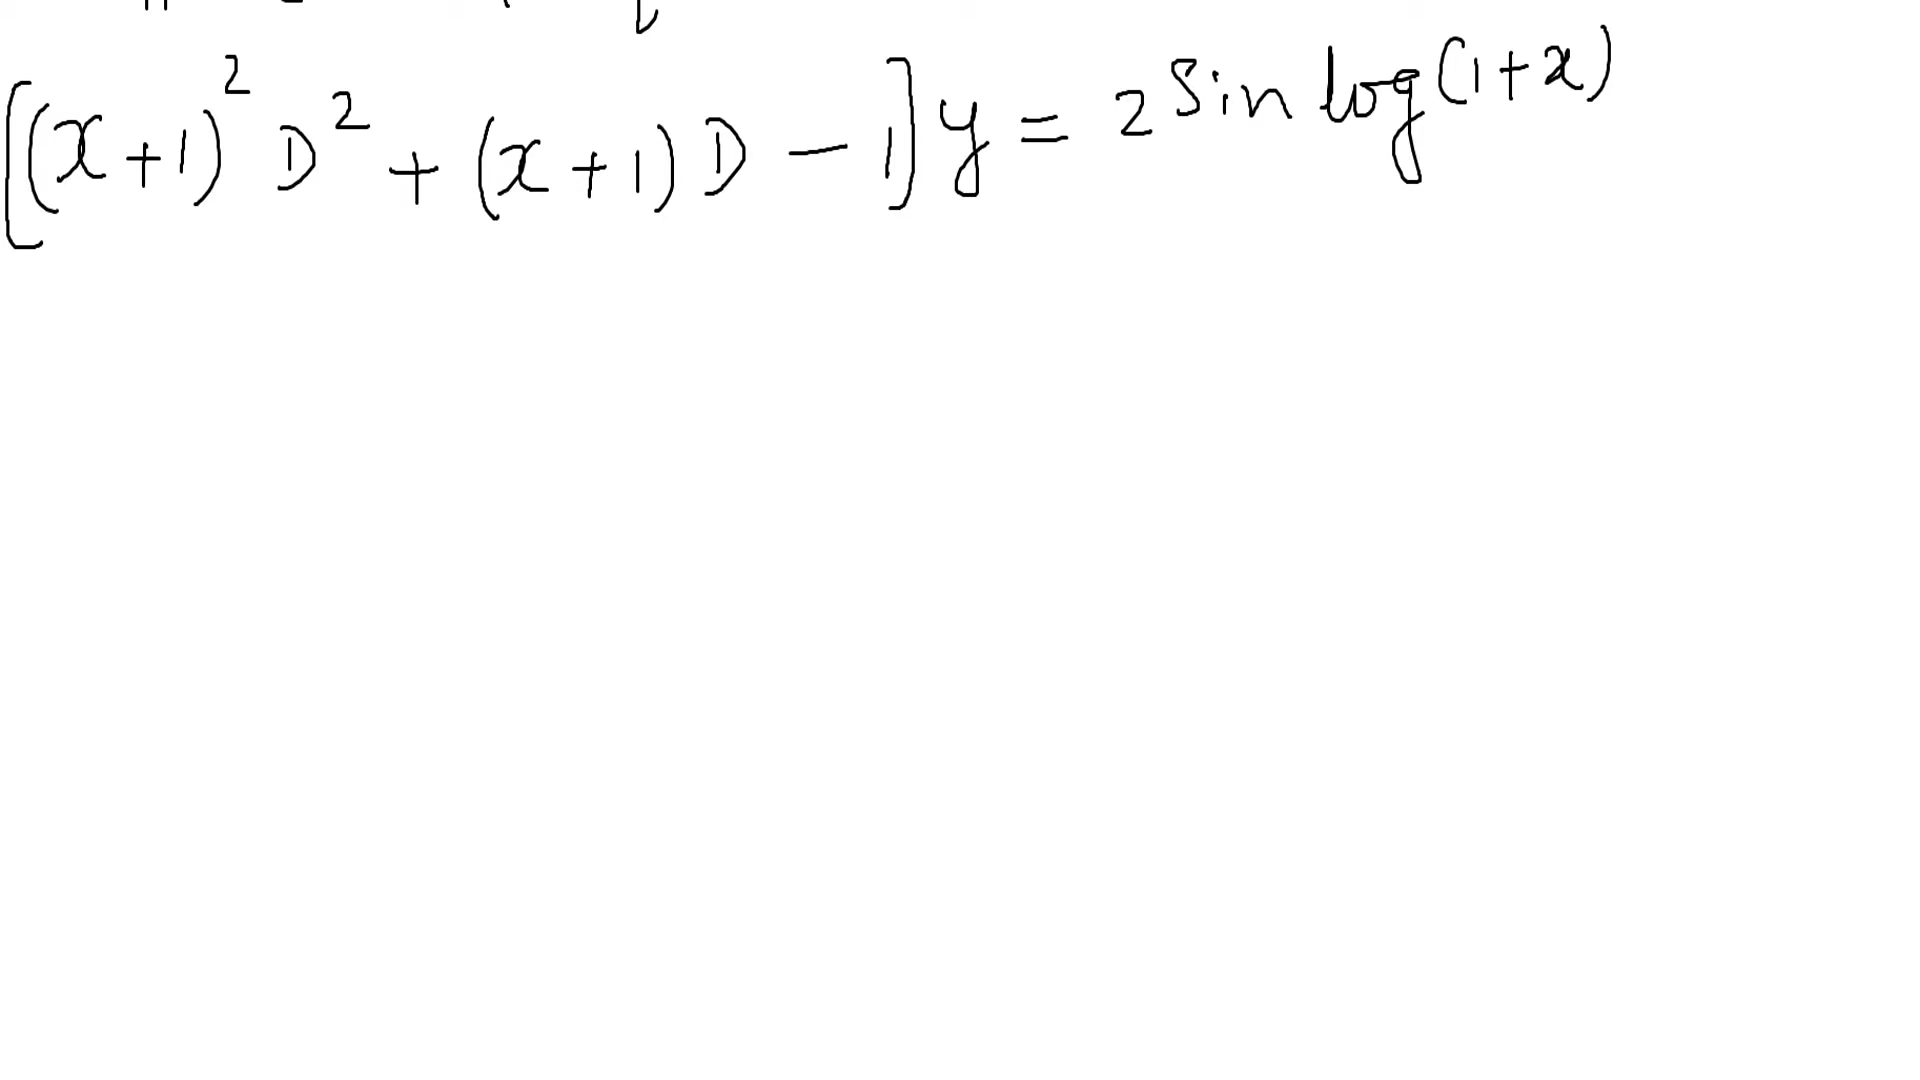 [(x+1)² D² + (x+1) D − 1] y = 2 Sin log(1+x)